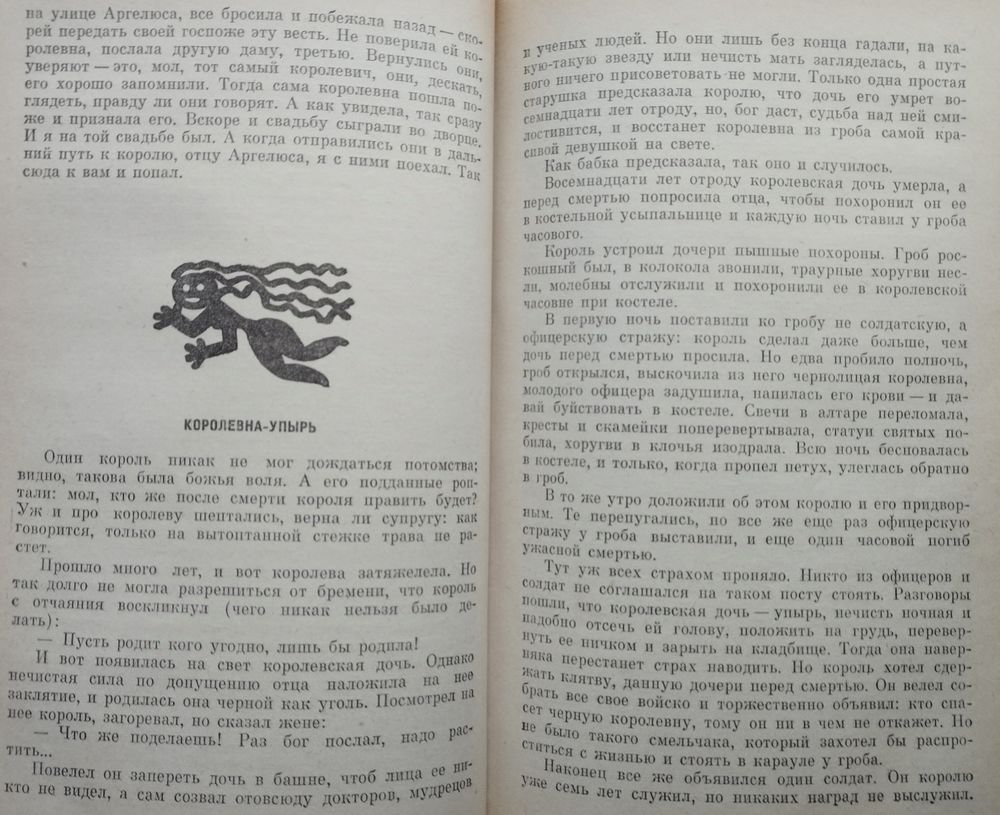 на улице Аргелюса, все бросила и побежала назад — ско-
рей передать своей госпоже эту весть. Не поверила ей ко-
ролевна, послала другую даму, третью. Вернулись они,
уверяют — это, мол, тот самый королевич, они, дескать,
его хорошо запомнили. Тогда сама королевна пошла по-
глядеть, правду ли они говорят. А как увидела, так сразу
же и признала его. Вскоре и свадьбу сыграли во дворце.
И я на той свадьбе был. А когда отправились они в даль-
ний путь к королю, отцу Аргелюса, я с ними поехал. Так
сюда к вам и попал.
КОРОЛЕВНА-УПЫРЬ
Один король никак не мог дождаться потомства;
видно, такова была божья воля. А его подданные роп-
тали: мол, кто же после смерти короля править будет?
Уж и про королеву шептались, верна ли супругу: как
говорится, только на вытоптанной стежке трава не ра-
стет.
Прошло много лет, и вот королева затяжелела. Но
так долго не могла разрешиться от бремени, что король
с отчаяния воскликнул (чего никак нельзя было де-
лать):
— Пусть родит кого угодно, лишь бы родила!
И вот появилась на свет королевская дочь. Однако
нечистая сила по допущению отца наложила на нее
заклятие, и родилась она черной как уголь. Посмотрел на
нее король, загоревал, но сказал жене:
— Что же поделаешь! Раз бог послал, надо рас-
тить...
Повелел он запереть дочь в башне, чтоб лица ее ни-
кто не видел, а сам созвал отовсюду докторов, мудрецов
и ученых людей. Но они лишь без конца гадали, на ка-
кую-такую звезду или нечисть мать загляделась, а пут-
ного ничего присоветовать не могли. Только одна простая
старушка предсказала королю, что дочь его умрет во-
семнадцати лет отроду, но, бог даст, судьба над ней сми-
лостивится, и восстанет королевна из гроба самой кра-
сивой девушкой на свете.
Как бабка предсказала, так оно и случилось.
Восемнадцати лет отроду королевская дочь умерла, а
перед смертью попросила отца, чтобы похоронил он ее
в костельной усыпальнице и каждую ночь ставил у гроба
часового.
Король устроил дочери пышные похороны. Гроб рос-
кошный был, в колокола звонили, траурные хоругви нес-
ли, молебны отслужили и похоронили ее в королевской
часовне при костеле.
В первую ночь поставили ко гробу не солдатскую, а
офицерскую стражу: король сделал даже больше, чем
дочь перед смертью просила. Но едва пробило полночь,
гроб открылся, выскочила из него чернолицая королевна,
молодого офицера задушила, напилась его крови — и да-
вай буйствовать в костеле. Свечи в алтаре переломала,
кресты и скамейки поперевертывала, статуи святых по-
била, хоругви в клочья изодрала. Всю ночь бесновалась
в костеле, и только, когда пропел петух, улеглась обратно
в гроб.
В то же утро доложили об этом королю и его придвор-
ным. Те перепугались, но все же еще раз офицерскую
стражу у гроба выставили, и еще один часовой погиб
ужасной смертью.
Тут уж всех страхом проняло. Никто из офицеров и
солдат не соглашался на таком посту стоять. Разговоры
пошли, что королевская дочь — упырь, нечисть ночная и
надобно отсечь ей голову, положить на грудь, перевер-
нуть ее ничком и зарыть на кладбище. Тогда она навер-
няка перестанет страх наводить. Но король хотел сдер-
жать клятву, данную дочери перед смертью. Он велел со-
брать все свое войско и торжественно объявил: кто спа-
сет черную королевну, тому он ни в чем не откажет. Но
не было такого смельчака, который захотел бы распро-
ститься с жизнью и стоять в карауле у гроба.
Наконец все же объявился один солдат. Он королю
уже семь лет служил, но никаких наград не выслужил.